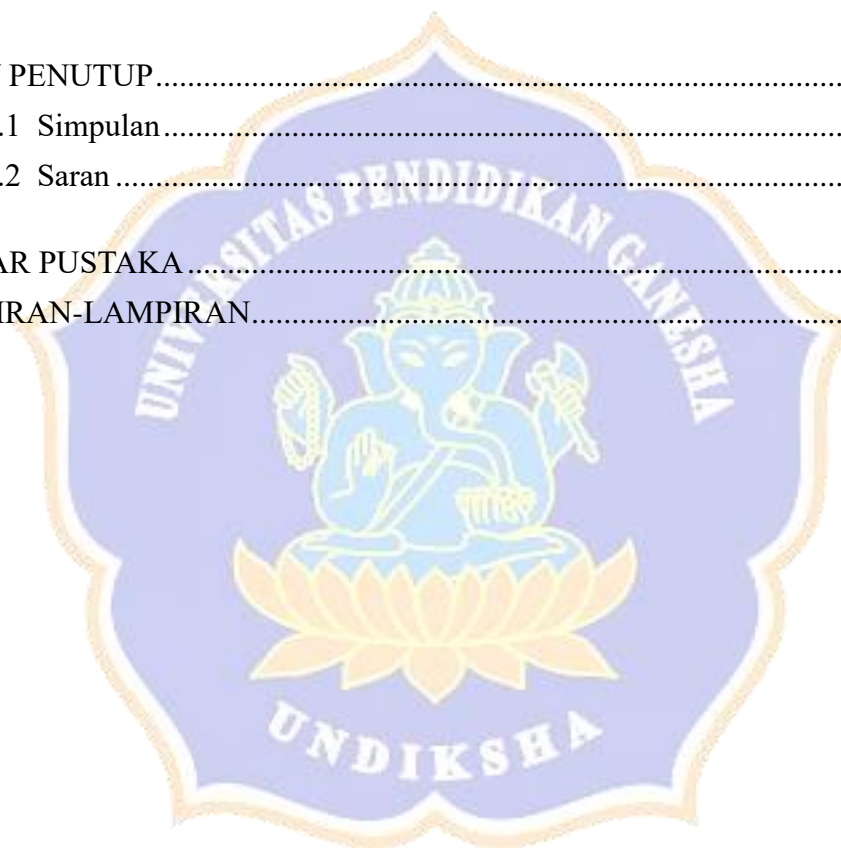 PENUTUP
.1 Simpulan
.2 Saran
AR PUSTAKA
IRAN-LAMPIRAN
UNIVERSITAS PENDIDIKAN GANESHA
UNDIKSHA